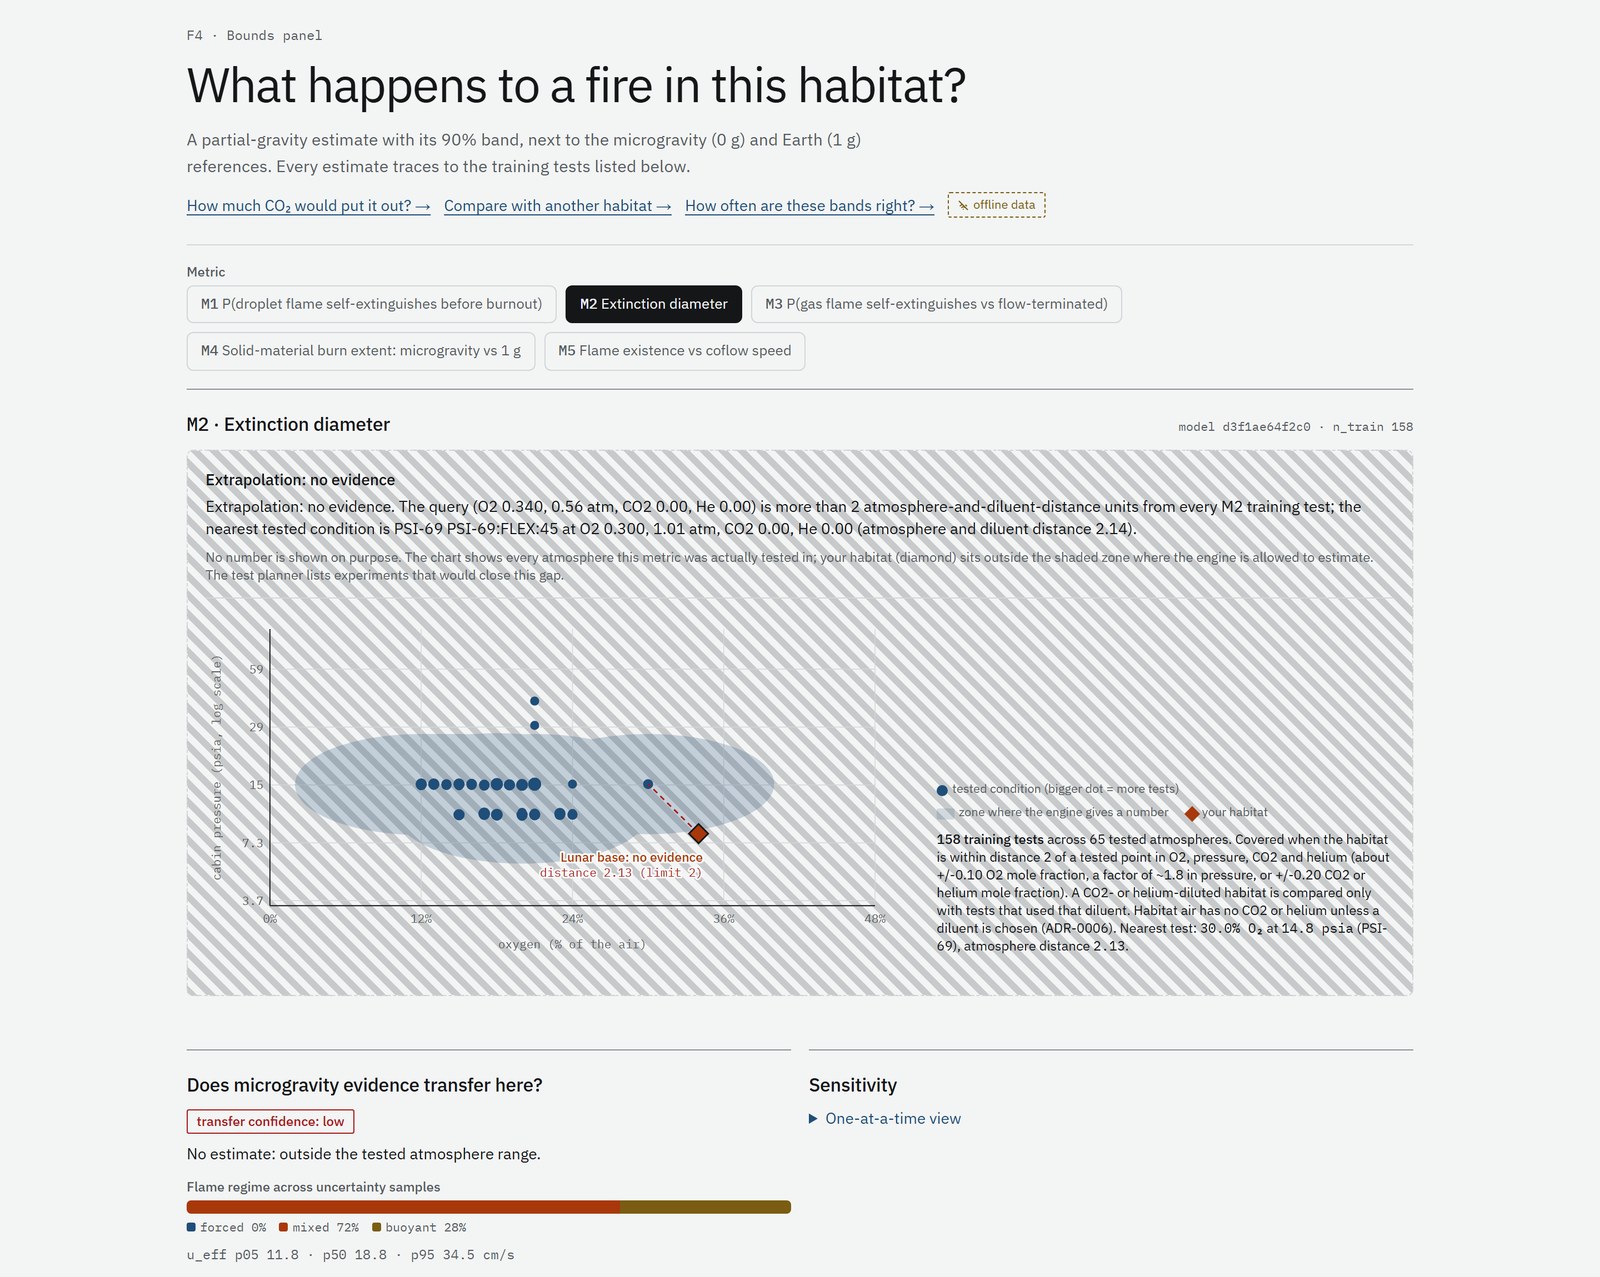 F4 · Bounds panel
What happens to a fire in this habitat?
A partial-gravity estimate with its 90% band, next to the microgravity (0 g) and Earth (1 g)
references. Every estimate traces to the training tests listed below.
How much CO₂ would put it out? → Compare with another habitat → How often are these bands right? → offline data
Metric
M1 P(droplet flame self-extinguishes before burnout) M2 Extinction diameter M3 P(gas flame self-extinguishes vs flow-terminated)
M4 Solid-material burn extent: microgravity vs 1 g M5 Flame existence vs coflow speed
M2 · Extinction diameter
model d3f1ae64f2c0 · n_train 158
Extrapolation: no evidence
Extrapolation: no evidence. The query (O2 0.340, 0.56 atm, CO2 0.00, He 0.00) is more than 2 atmosphere-and-diluent-distance units from every M2 training test; the
nearest tested condition is PSI-69 PSI-69:FLEX:45 at O2 0.300, 1.01 atm, CO2 0.00, He 0.00 (atmosphere and diluent distance 2.14).
No number is shown on purpose. The chart shows every atmosphere this metric was actually tested in; your habitat (diamond) sits outside the shaded zone where the engine is allowed to estimate.
The test planner lists experiments that would close this gap.
cabin pressure (psia, log scale)
59
29
15
7.3
3.7
0% 12% 24% 36% 48%
oxygen (% of the air)
Lunar base: no evidence
distance 2.13 (limit 2)
tested condition (bigger dot = more tests)
zone where the engine gives a number your habitat
158 training tests across 65 tested atmospheres. Covered when the habitat
is within distance 2 of a tested point in O2, pressure, CO2 and helium (about
+/-0.10 O2 mole fraction, a factor of ~1.8 in pressure, or +/-0.20 CO2 or
helium mole fraction). A CO2- or helium-diluted habitat is compared only
with tests that used that diluent. Habitat air has no CO2 or helium unless a
diluent is chosen (ADR-0006). Nearest test: 30.0% O₂ at 14.8 psia (PSI-
69), atmosphere distance 2.13.
Does microgravity evidence transfer here?
transfer confidence: low
No estimate: outside the tested atmosphere range.
Flame regime across uncertainty samples
forced 0% mixed 72% buoyant 28%
u_eff p05 11.8 · p50 18.8 · p95 34.5 cm/s
Sensitivity
One-at-a-time view